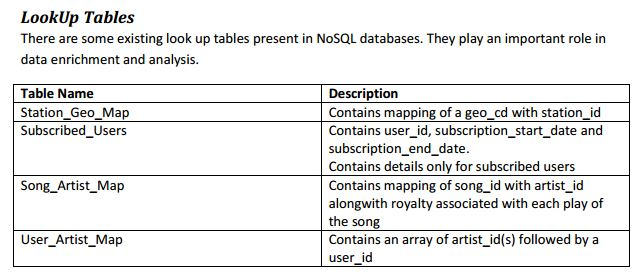 LookUp Tables
There are some existing look up tables present in NoSQL databases. They play an important role in
data enrichment and analysis.
Table Name Description
Station_Geo_Map Contains mapping of a geo_cd with station_id
Subscribed_Users Contains user_id, subscription_start_date and
subscription_end_date.
Contains details only for subscribed users
Song_Artist_Map Contains mapping of song_id with artist_id
alongwith royalty associated with each play of
the song
User_Artist_Map Contains an array of artist_id(s) followed by a
user_id